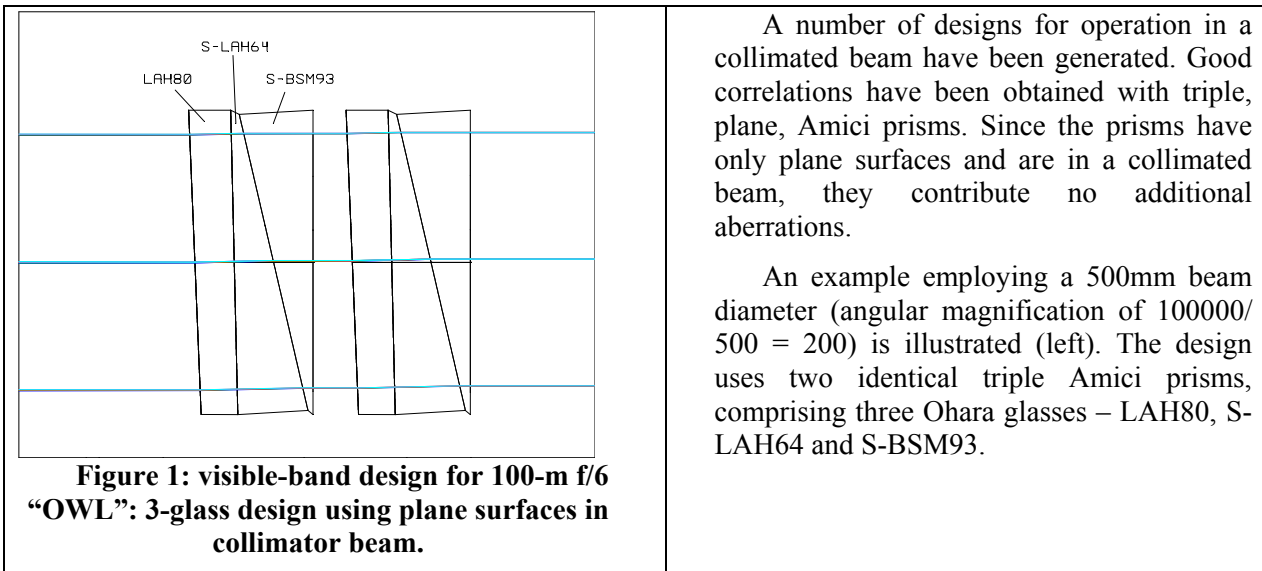 S-LAH64
LAH80
S-BSM93
Figure 1: visible-band design for 100-m f/6
“OWL”: 3-glass design using plane surfaces in
collimator beam.
A number of designs for operation in a
collimated beam have been generated. Good
correlations have been obtained with triple,
plane, Amici prisms. Since the prisms have
only plane surfaces and are in a collimated
beam, they contribute no additional
aberrations.
An example employing a 500mm beam
diameter (angular magnification of 100000/
500 = 200) is illustrated (left). The design
uses two identical triple Amici prisms,
comprising three Ohara glasses – LAH80, S-
LAH64 and S-BSM93.